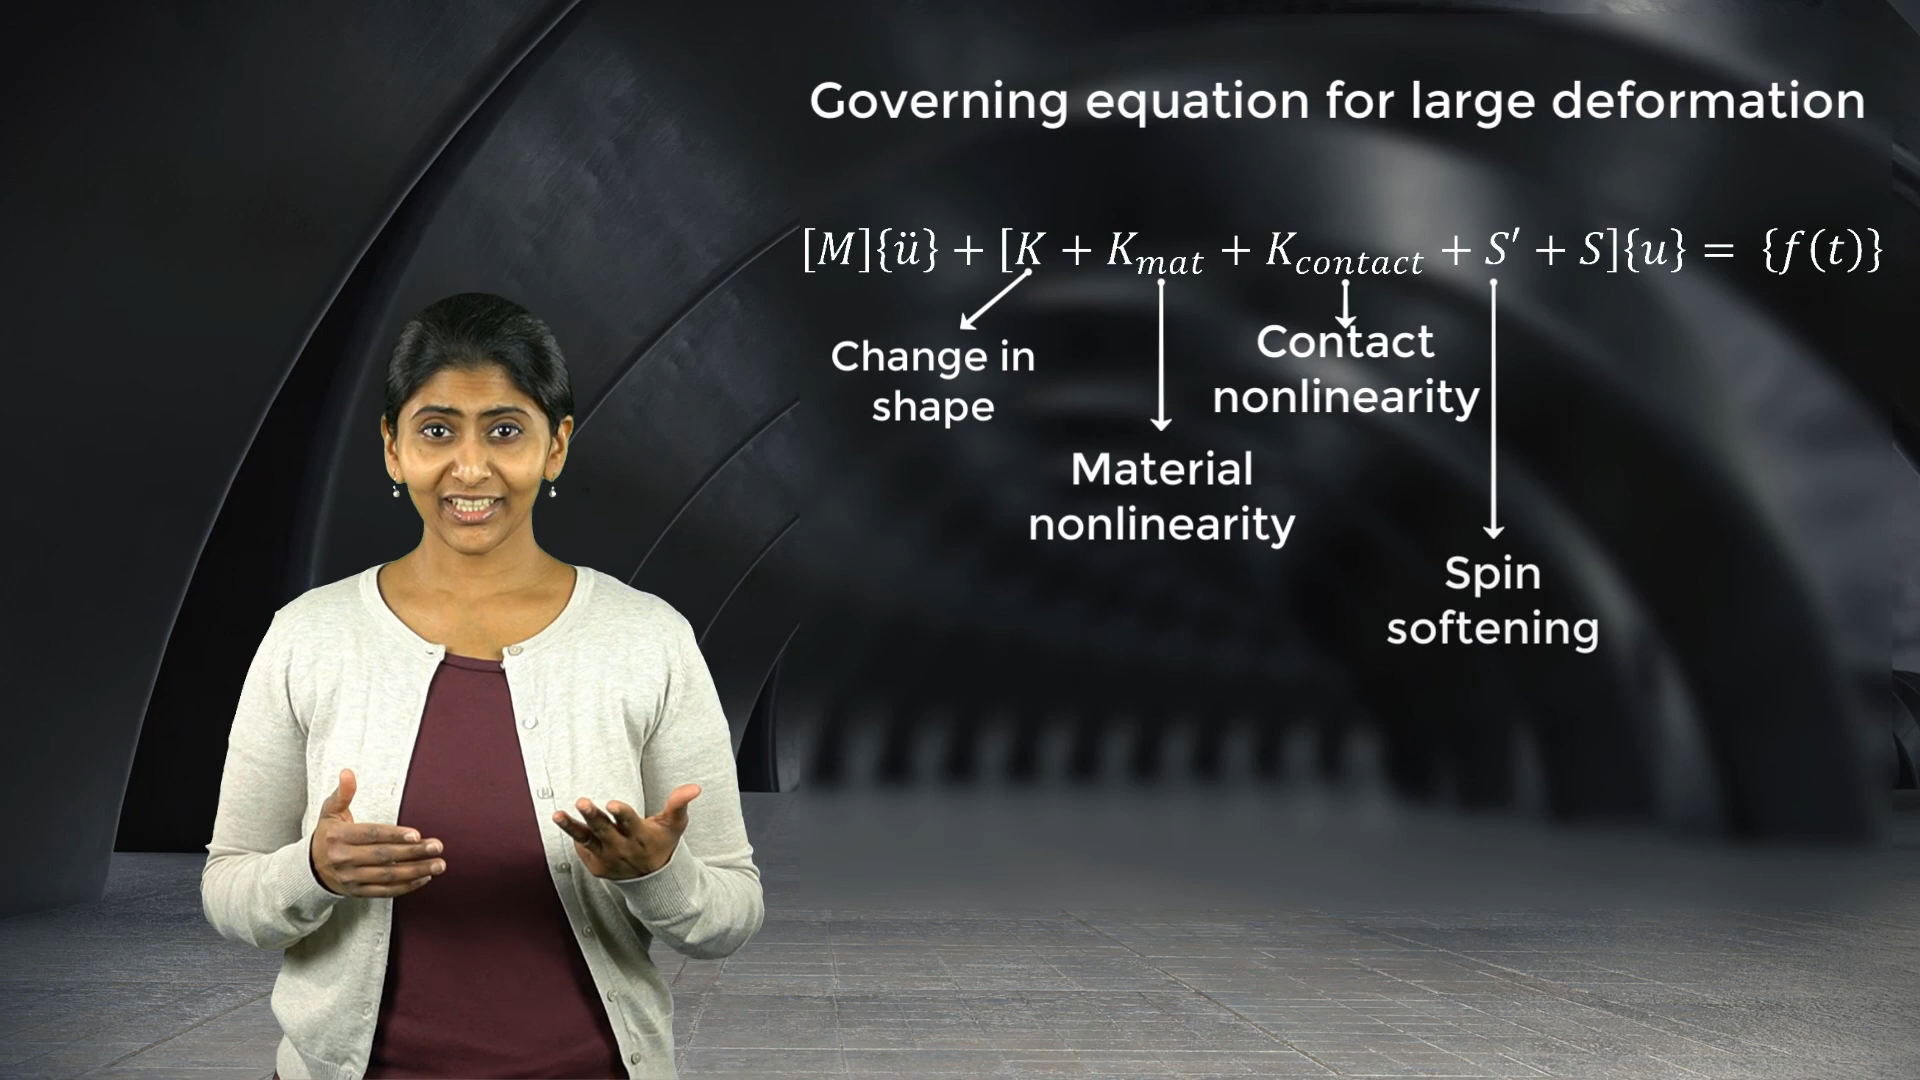 Governing equation for large deformation
[M]{ü} + [K + K_mat + K_contact + S′ + S]{u} = {f(t)}
Change in
shape
Contact
nonlinearity
Material
nonlinearity
Spin
softening